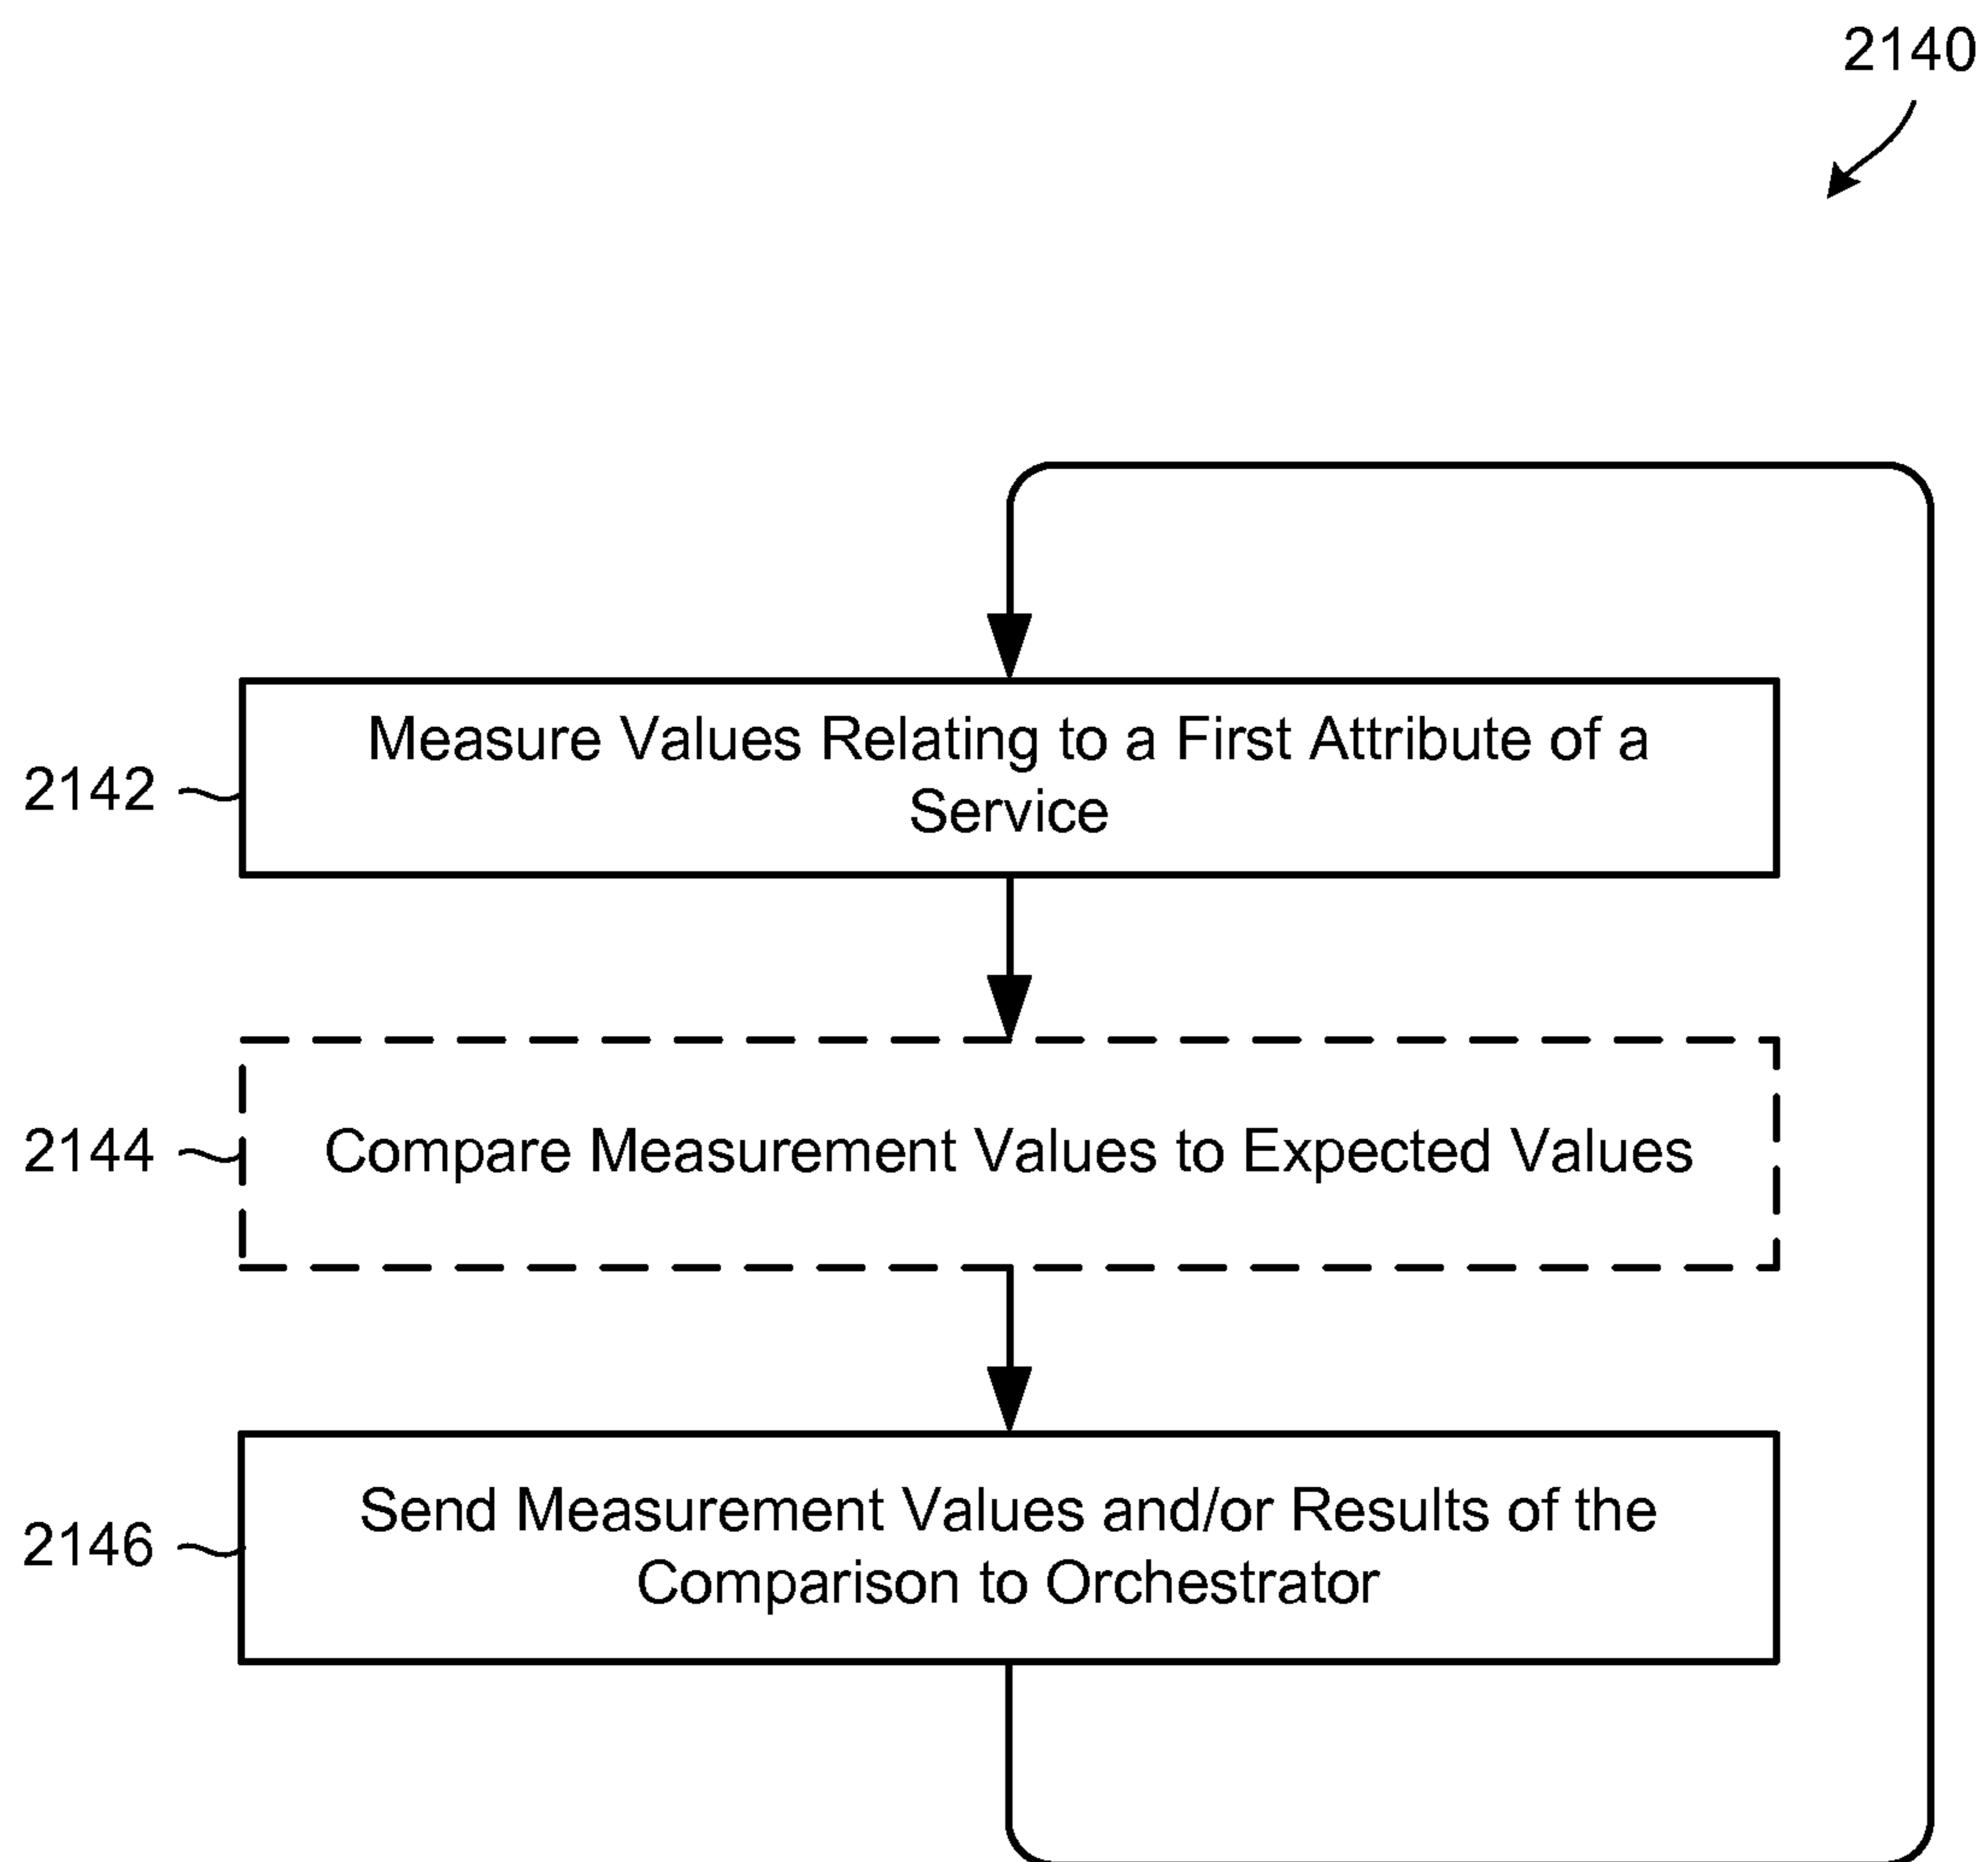 2140
Measure Values Relating to a First Attribute of a
Service
2142
Compare Measurement Values to Expected Values
2144
Send Measurement Values and/or Results of the
Comparison to Orchestrator
2146